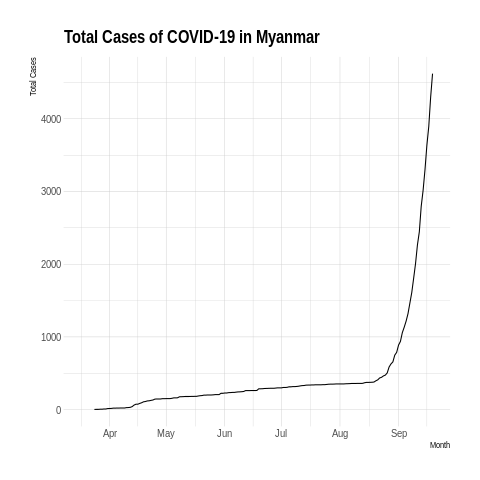 Total Cases of COVID-19 in Myanmar
Total Cases
4000
3000
2000
1000
0
Apr May Jun Jul Aug Sep
Month